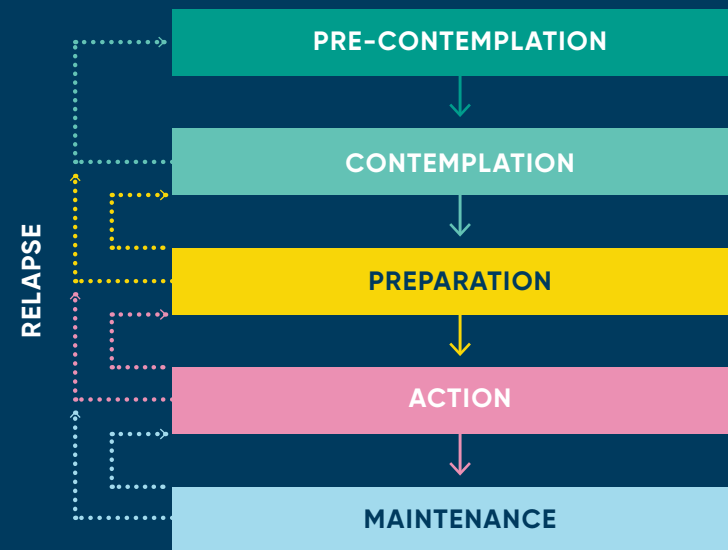 PRE-CONTEMPLATION
CONTEMPLATION
RELAPSE
PREPARATION
ACTION
MAINTENANCE